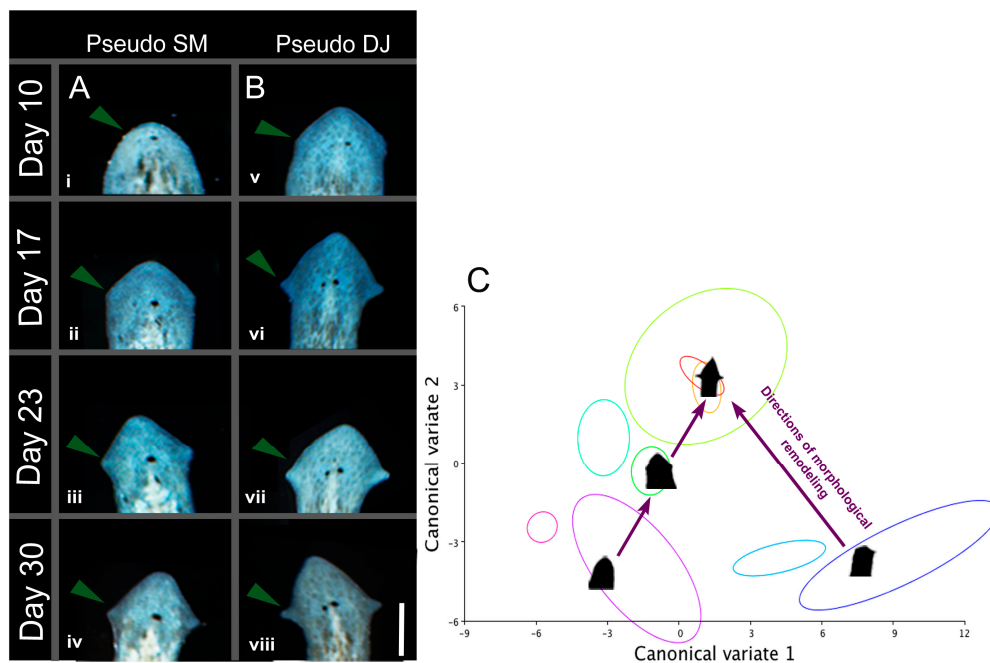 Pseudo SM
Pseudo DJ
Day 10
A
B
i
v
Day 17
ii
vi
Day 23
iii
vii
Day 30
iv
viii
C
Canonical variate 2
6
3
0
-3
-6
Directions of morphological
remodeling
-9
-6
-3
0
3
6
9
12
Canonical variate 1